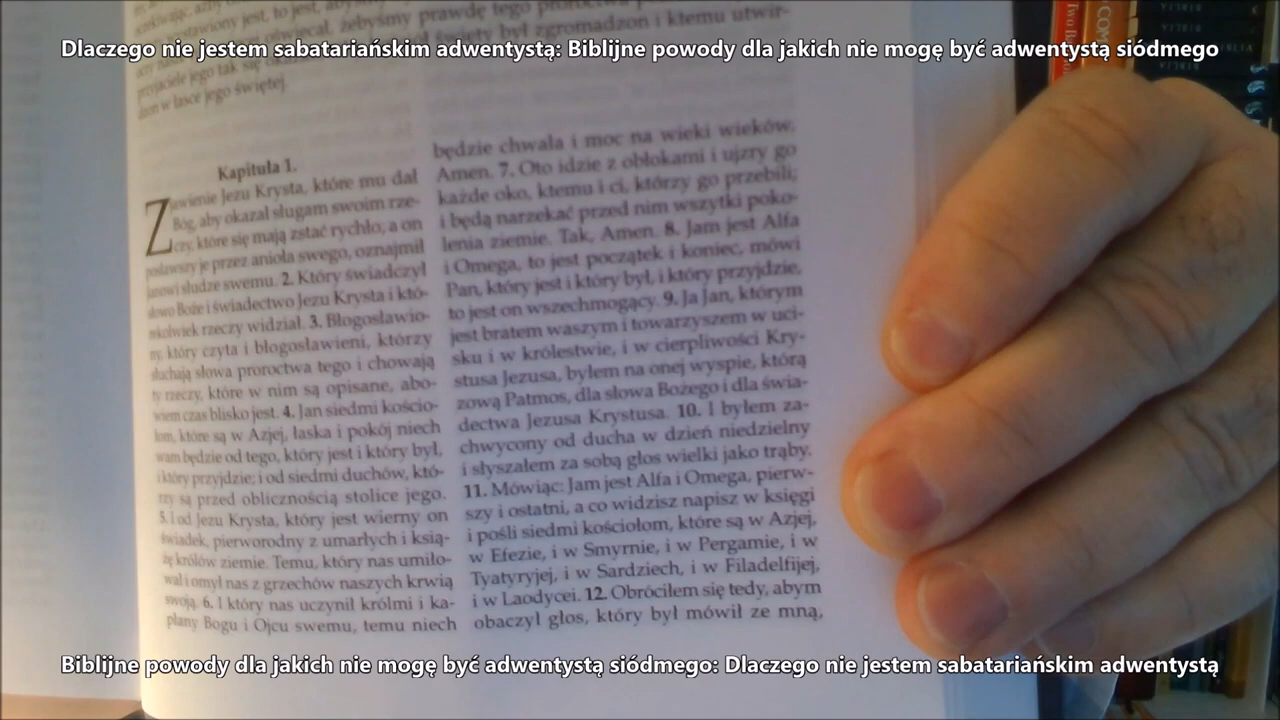 Dlaczego nie jestem sabatariańskim adwentystą: Biblijne powody dla jakich nie mogę być adwentystą siódmego
przyjaciele jego tak się
dzon w łasce jego świętej.
Kapituła 1.
Zjawienie Jezu Krysta, które mu dał
Bóg, aby okazał sługam swoim rze-
czy, które się mają zstać rychło, a on
posławszy je przez anioła swego, oznajmił
Janowi słudze swemu. 2. Który świadczył
słowo Boże i świadectwo Jezu Krysta i któ-
rekolwiek rzeczy widział. 3. Błogosławio-
ny, który czyta i błogosławieni, którzy
słuchają słowa proroctwa tego i chowają
ty rzeczy, które w nim są opisane, abo-
wiem czas blisko jest. 4. Jan siedmi kościo-
łom, które są w Azjej, łaska i pokój niech
wam będzie od tego, który jest i który był,
i który przyjdzie; i od siedmi duchów, któ-
rzy są przed oblicznością stolice jego.
5. I od Jezu Krysta, który jest wierny on
świadek, pierworodny z umarłych i ksią-
żę królów ziemie. Temu, który nas umiło-
wał i omył nas z grzechów naszych krwią
swoją. 6. I który nas uczynił królmi i ka-
płany Bogu i Ojcu swemu, temu niech
będzie chwała i moc na wieki wieków.
Amen. 7. Oto idzie z obłokami i ujzry go
każde oko, ktemu i ci, którzy go przebili;
i będą narzekać przed nim wszytki poko-
lenia ziemie. Tak, Amen. 8. Jam jest Alfa
i Omega, to jest początek i koniec, mówi
Pan, który jest i który był, i który przyjdzie,
to jest on wszechmogący. 9. Ja Jan, którym
jest bratem waszym i towarzyszem w uci-
sku i w królestwie, i w cierpliwości Kry-
stusa Jezusa, byłem na onej wyspie, którą
zową Patmos, dla słowa Bożego i dla świa-
dectwa Jezusa Krystusa. 10. I byłem za-
chwycony od ducha w dzień niedzielny
i słyszałem za sobą głos wielki jako trąby.
11. Mówiąc: Jam jest Alfa i Omega, pierw-
szy i ostatni, a co widzisz napisz w księgi
i pośli siedmi kościołom, które są w Azjej,
w Efezie, i w Smyrnie, i w Pergamie, i w
Tyatyryjej, i w Sardziech, i w Filadelfijej,
i w Laodycei. 12. Obróciłem się tedy, abym
obaczył głos, który był mówił ze mną,
Biblijne powody dla jakich nie mogę być adwentystą siódmego: Dlaczego nie jestem sabatariańskim adwentystą